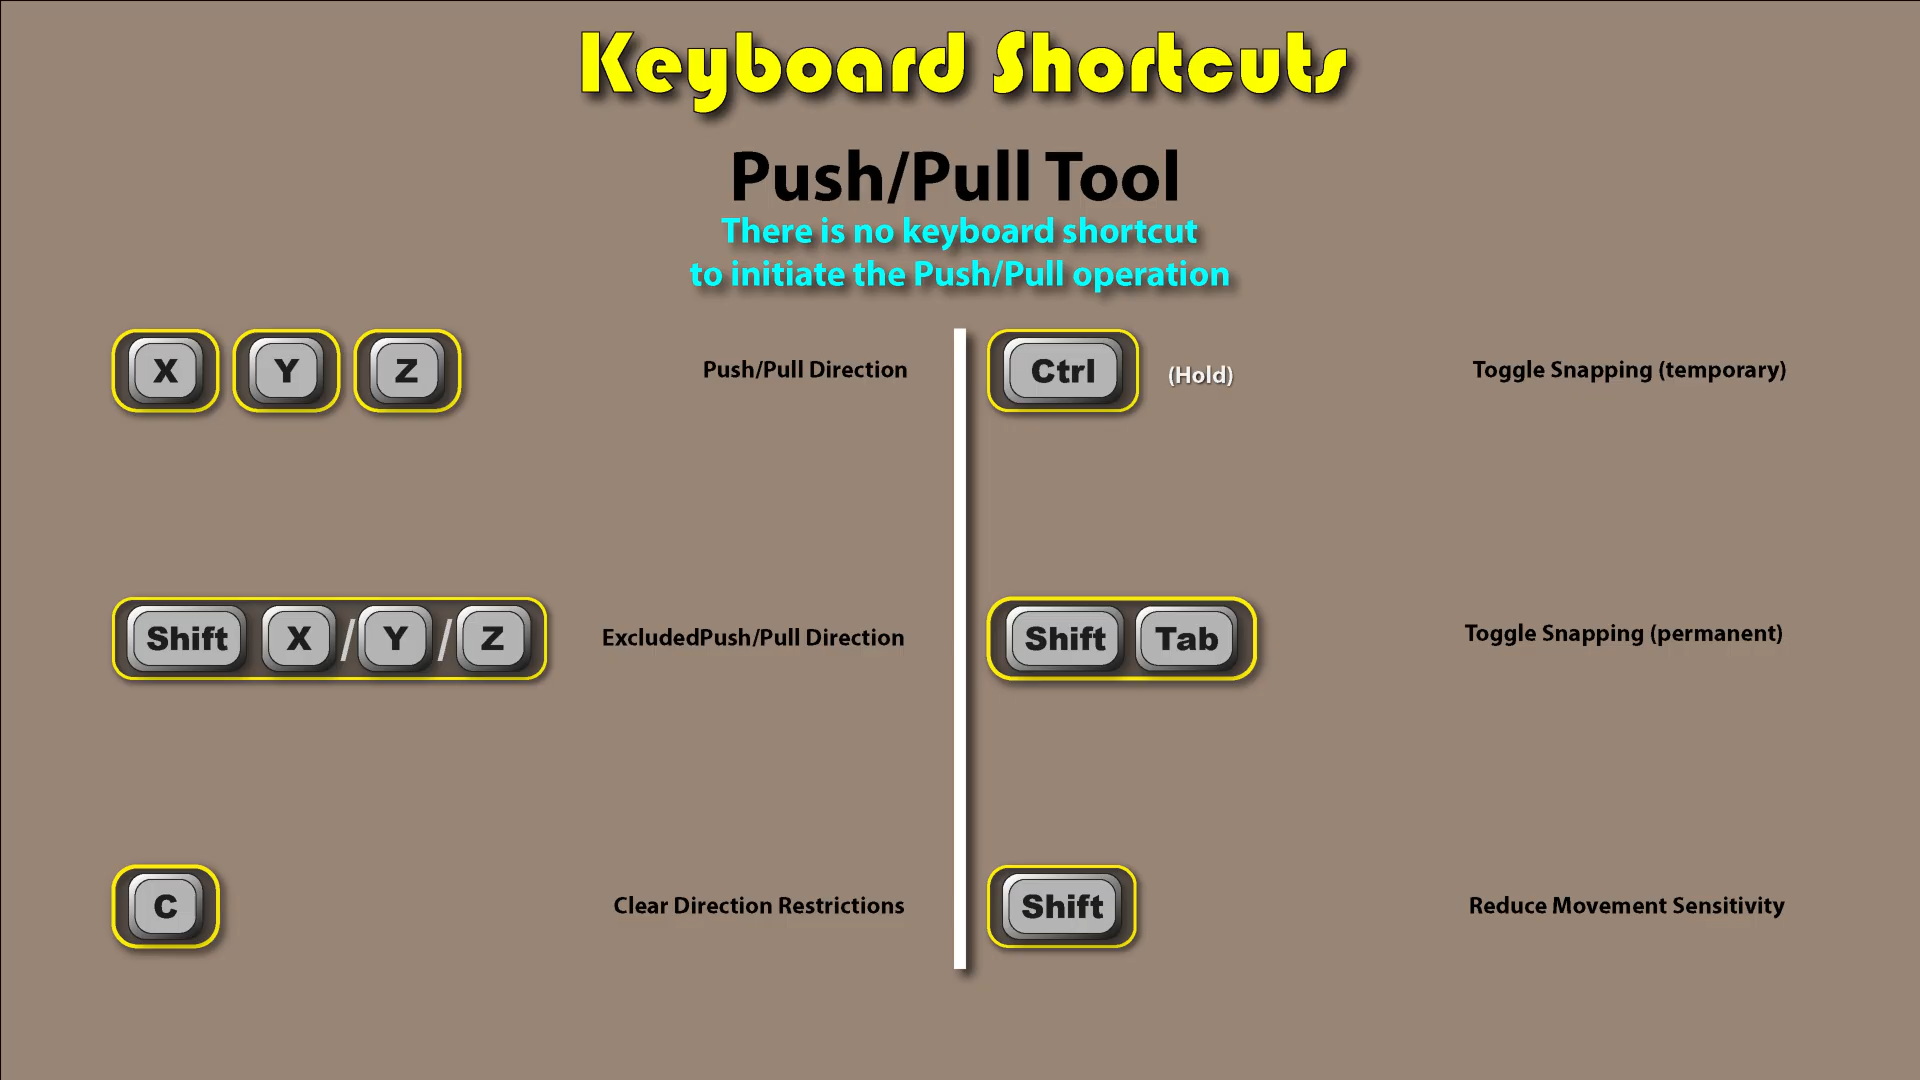 Keyboard Shortcuts
Push/Pull Tool
There is no keyboard shortcut
to initiate the Push/Pull operation
X Y Z Push/Pull Direction
Shift X / Y / Z ExcludedPush/Pull Direction
C Clear Direction Restrictions
Ctrl (Hold) Toggle Snapping (temporary)
Shift Tab Toggle Snapping (permanent)
Shift Reduce Movement Sensitivity